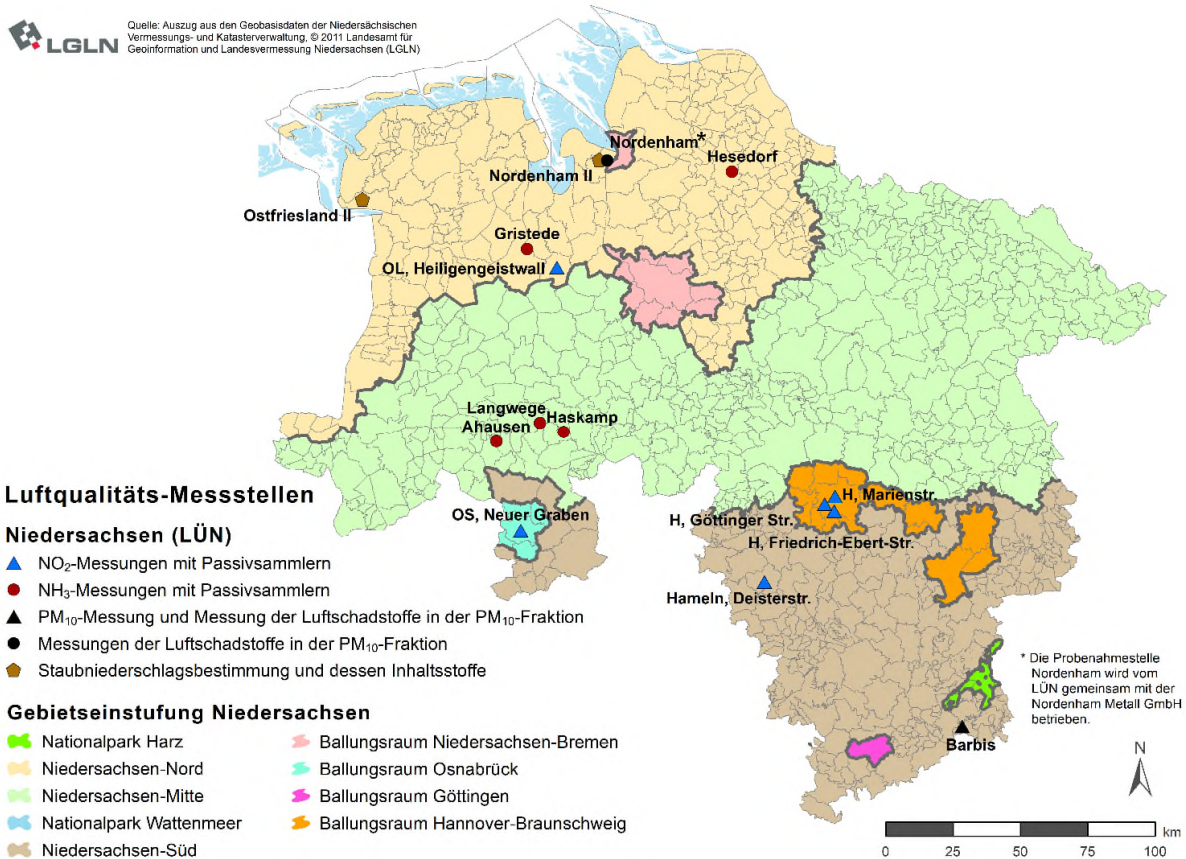 LGLN
Quelle: Auszug aus den Geobasisdaten der Niedersächsischen
Vermessungs- und Katasterverwaltung, © 2011 Landesamt für
Geoinformation und Landesvermessung Niedersachsen (LGLN)
Nordenham*
Hesedorf
Nordenham II
Ostfriesland II
Gristede
OL, Heiligengeistwall
Langwege
Haskamp
Ahausen
OS, Neuer Graben
H, Marienstr.
H, Göttinger Str.
H, Friedrich-Ebert-Str.
Hameln, Deisterstr.
Barbis
Luftqualitäts-Messstellen
Niedersachsen (LÜN)
NO₂-Messungen mit Passivsammlern
NH₃-Messungen mit Passivsammlern
PM₁₀-Messung und Messung der Luftschadstoffe in der PM₁₀-Fraktion
Messungen der Luftschadstoffe in der PM₁₀-Fraktion
Staubniederschlagsbestimmung und dessen Inhaltsstoffe
Gebietseinstufung Niedersachsen
Nationalpark Harz
Niedersachsen-Nord
Niedersachsen-Mitte
Nationalpark Wattenmeer
Niedersachsen-Süd
Ballungsraum Niedersachsen-Bremen
Ballungsraum Osnabrück
Ballungsraum Göttingen
Ballungsraum Hannover-Braunschweig
* Die Probenahmestelle
Nordenham wird vom
LÜN gemeinsam mit der
Nordenham Metall GmbH
betrieben.
N
km
0 25 50 75 100